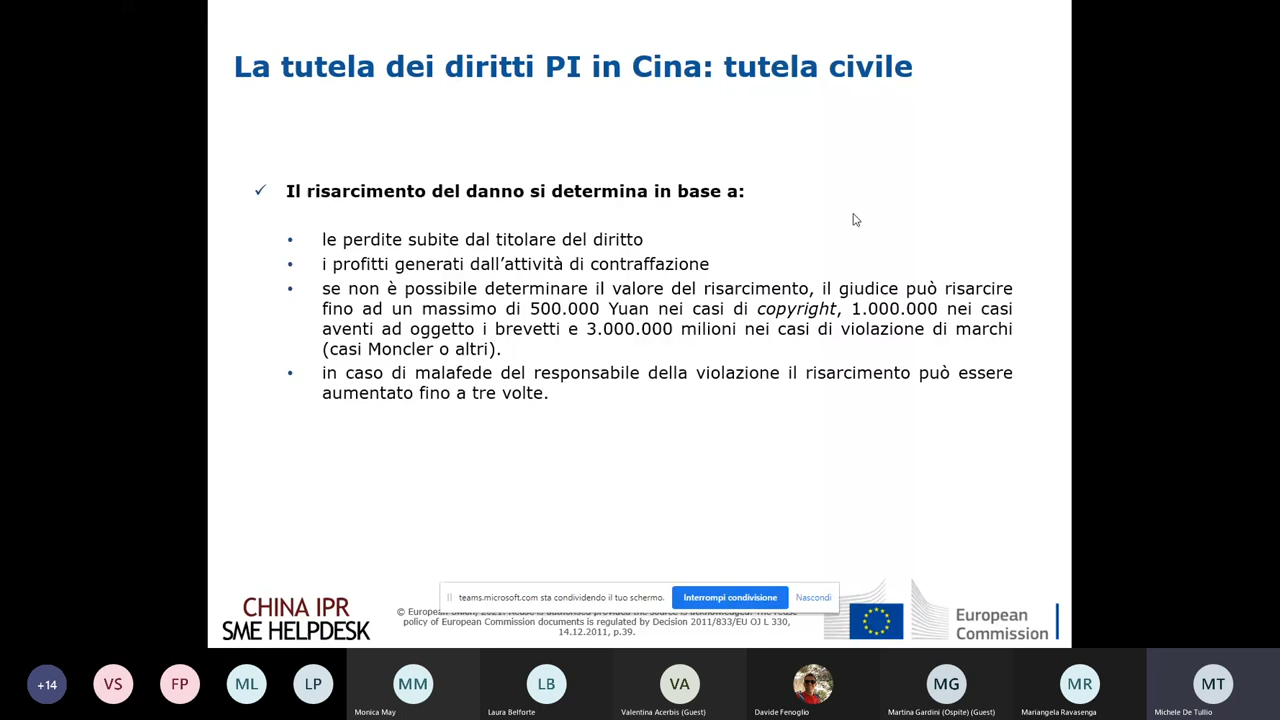 La tutela dei diritti PI in Cina: tutela civile
✓ Il risarcimento del danno si determina in base a:
• le perdite subite dal titolare del diritto
• i profitti generati dall’attività di contraffazione
• se non è possibile determinare il valore del risarcimento, il giudice può risarcire
fino ad un massimo di 500.000 Yuan nei casi di copyright, 1.000.000 nei casi
aventi ad oggetto i brevetti e 3.000.000 milioni nei casi di violazione di marchi
(casi Moncler o altri).
• in caso di malafede del responsabile della violazione il risarcimento può essere
aumentato fino a tre volte.
teams.microsoft.com sta condividendo il tuo schermo.
Interrompi condivisione
Nascondi
CHINA IPR
SME HELPDESK
© European Union, 2021. Reuse is authorised provided the source is acknowledged. The reuse
policy of European Commission documents is regulated by Decision 2011/833/EU OJ L 330,
14.12.2011, p.39.
European
Commission
+14
VS
FP
ML
LP
MM
Monica May
LB
Laura Belforte
VA
Valentina Acerbis (Guest)
Davide Fenoglio
MG
Martina Gardini (Ospite) (Guest)
MR
Mariangela Ravasenga
MT
Michele De Tullio